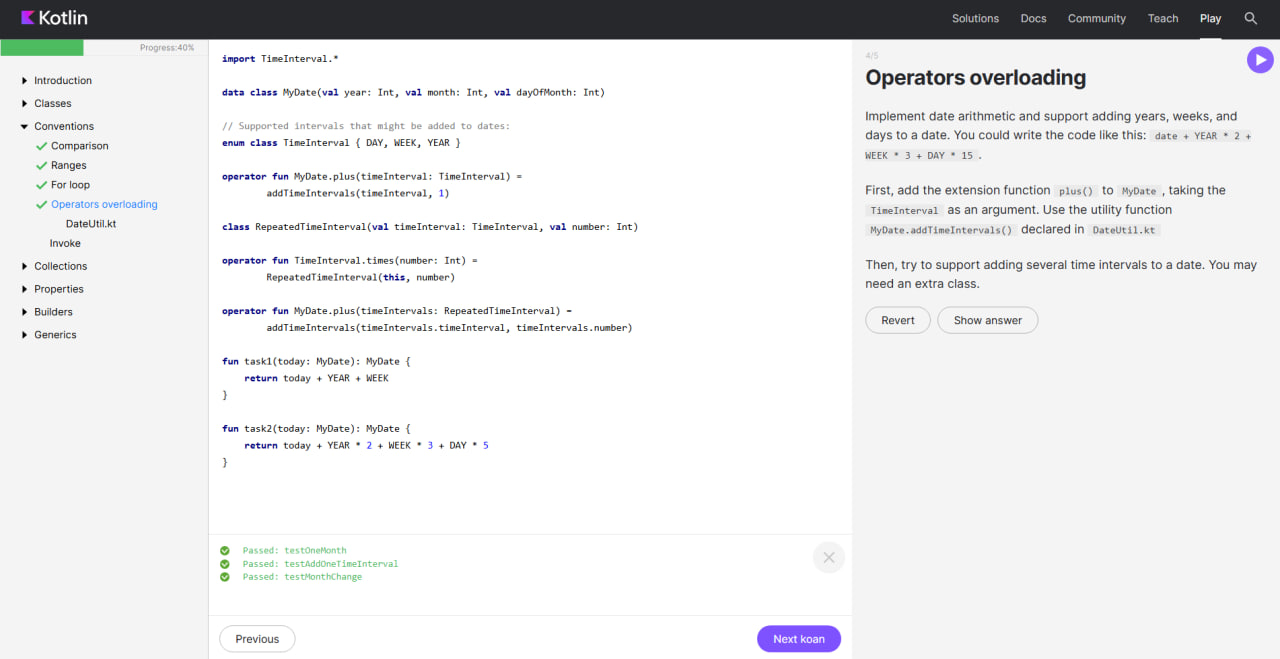 Kotlin
Solutions
Docs
Community
Teach
Play
Progress:40%
Introduction
Classes
Conventions
Comparison
Ranges
For loop
Operators overloading
DateUtil.kt
Invoke
Collections
Properties
Builders
Generics
import TimeInterval.*
data class MyDate(val year: Int, val month: Int, val dayOfMonth: Int)
// Supported intervals that might be added to dates:
enum class TimeInterval { DAY, WEEK, YEAR }
operator fun MyDate.plus(timeInterval: TimeInterval) =
addTimeIntervals(timeInterval, 1)
class RepeatedTimeInterval(val timeInterval: TimeInterval, val number: Int)
operator fun TimeInterval.times(number: Int) =
RepeatedTimeInterval(this, number)
operator fun MyDate.plus(timeIntervals: RepeatedTimeInterval) =
addTimeIntervals(timeIntervals.timeInterval, timeIntervals.number)
fun task1(today: MyDate): MyDate {
return today + YEAR + WEEK
}
fun task2(today: MyDate): MyDate {
return today + YEAR * 2 + WEEK * 3 + DAY * 5
}
Passed: testOneMonth
Passed: testAddOneTimeInterval
Passed: testMonthChange
Previous
Next koan
4/5
Operators overloading
Implement date arithmetic and support adding years, weeks, and
days to a date. You could write the code like this: date + YEAR * 2 +
WEEK * 3 + DAY * 15 .
First, add the extension function plus() to MyDate , taking the
TimeInterval as an argument. Use the utility function
MyDate.addTimeIntervals() declared in DateUtil.kt
Then, try to support adding several time intervals to a date. You may
need an extra class.
Revert
Show answer